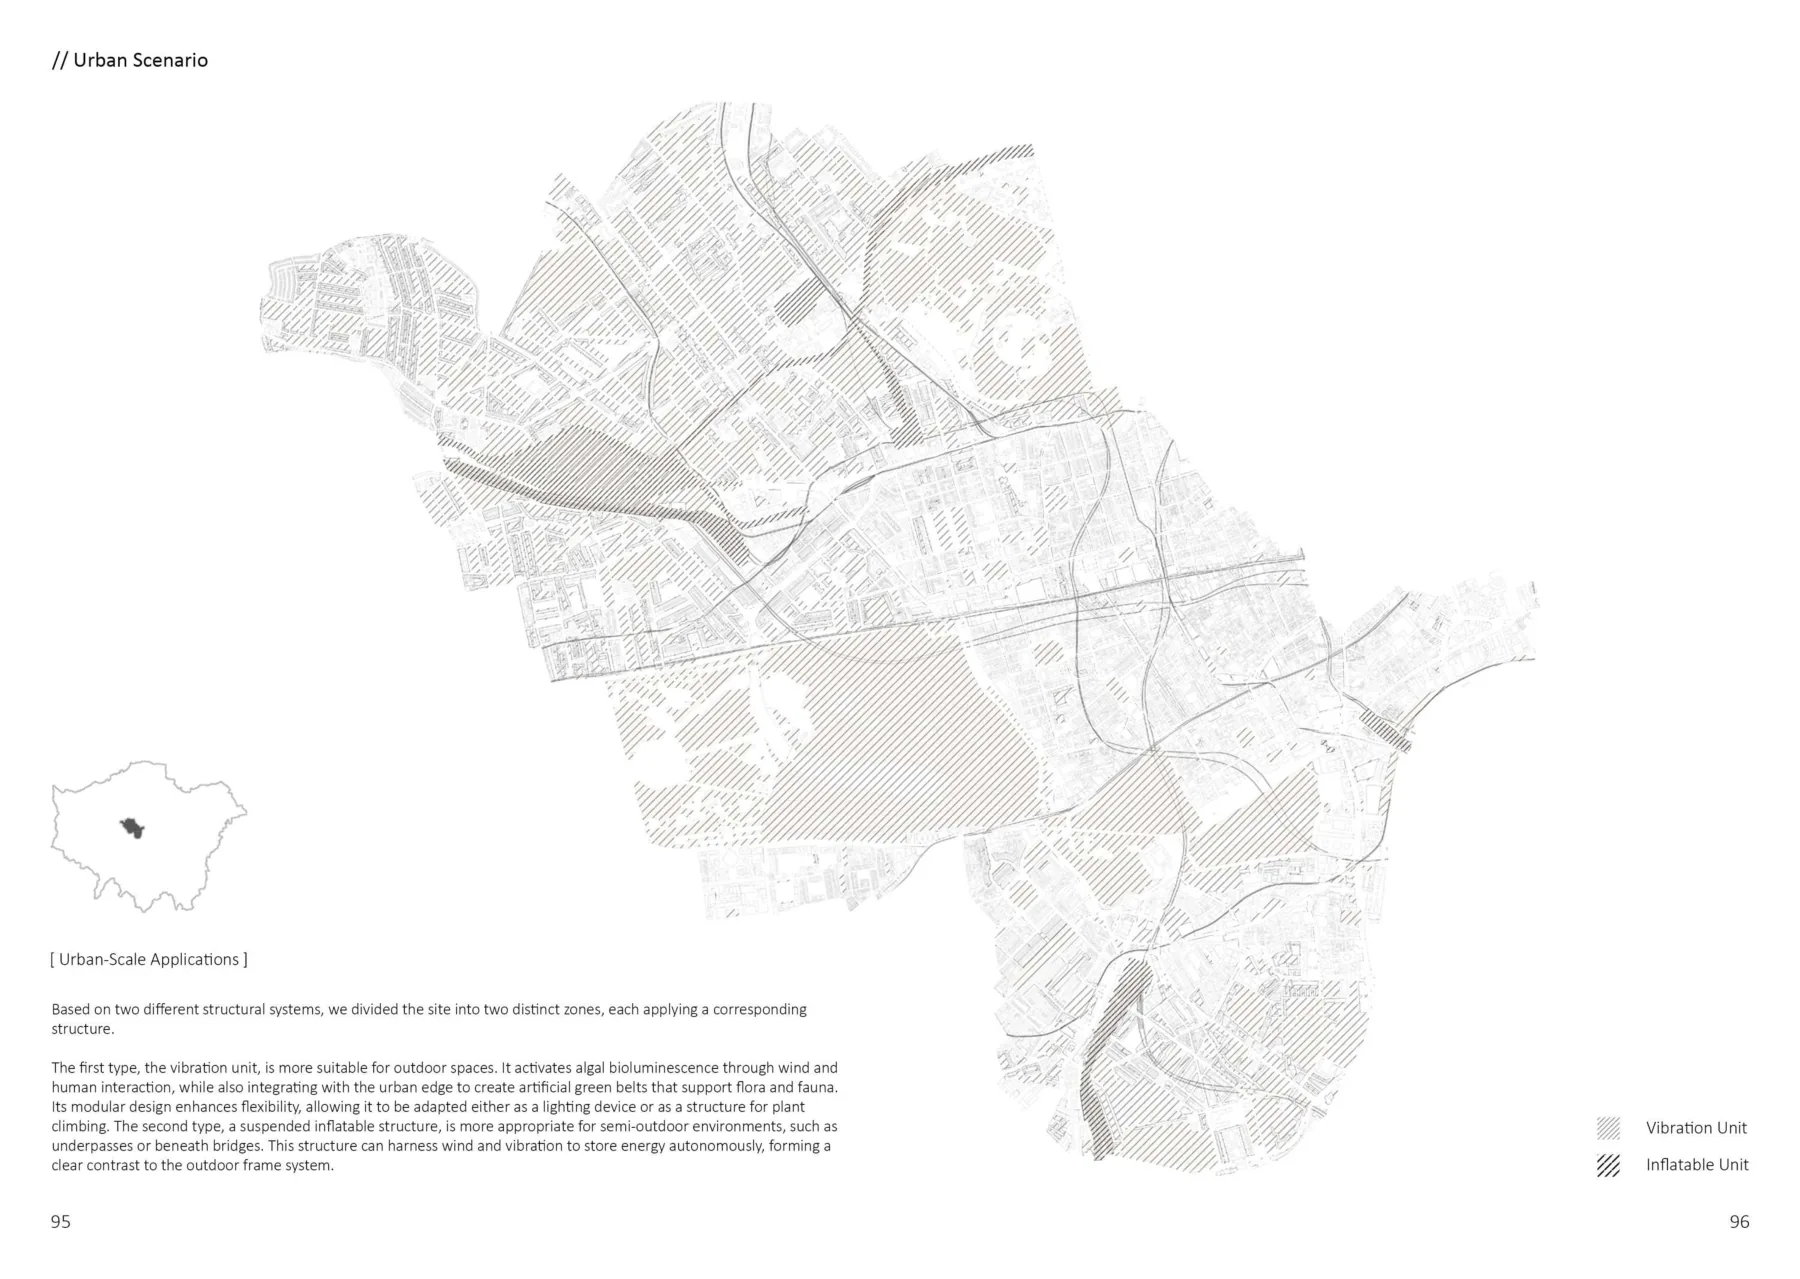 // Urban Scenario
[ Urban-Scale Applications ]
Based on two different structural systems, we divided the site into two distinct zones, each applying a corresponding
structure.
The first type, the vibration unit, is more suitable for outdoor spaces. It activates algal bioluminescence through wind and
human interaction, while also integrating with the urban edge to create artificial green belts that support flora and fauna.
Its modular design enhances flexibility, allowing it to be adapted either as a lighting device or as a structure for plant
climbing. The second type, a suspended inflatable structure, is more appropriate for semi-outdoor environments, such as
underpasses or beneath bridges. This structure can harness wind and vibration to store energy autonomously, forming a
clear contrast to the outdoor frame system.
Vibration Unit
Inflatable Unit
95
96